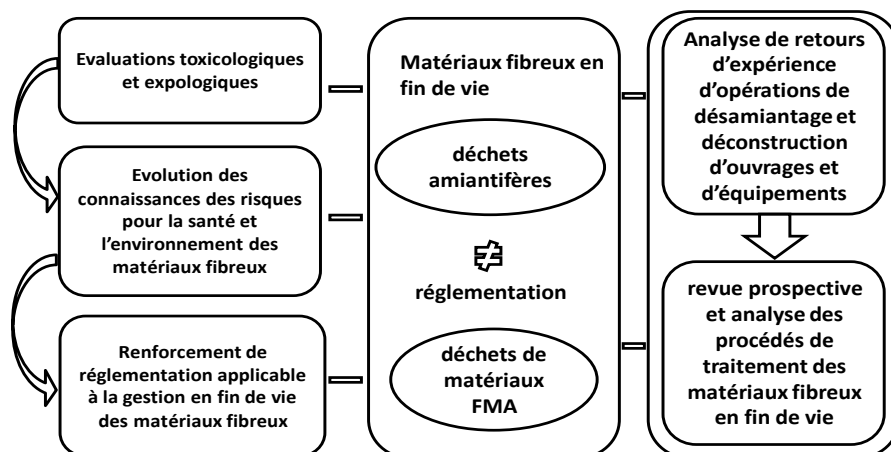 Evaluations toxicologiques
et expologiques
Evolution des
connaissances des risques
pour la santé et
l'environnement des
matériaux fibreux
Renforcement de
réglementation applicable
à la gestion en fin de vie
des matériaux fibreux
Matériaux fibreux en
fin de vie
déchets
amiantifères
≠
réglementation
déchets de
matériaux
FMA
Analyse de retours
d'expérience
d'opérations de
désamiantage et
déconstruction
d'ouvrages et
d'équipements
revue prospective
et analyse des
procédés de
traitement des
matériaux fibreux
en fin de vie